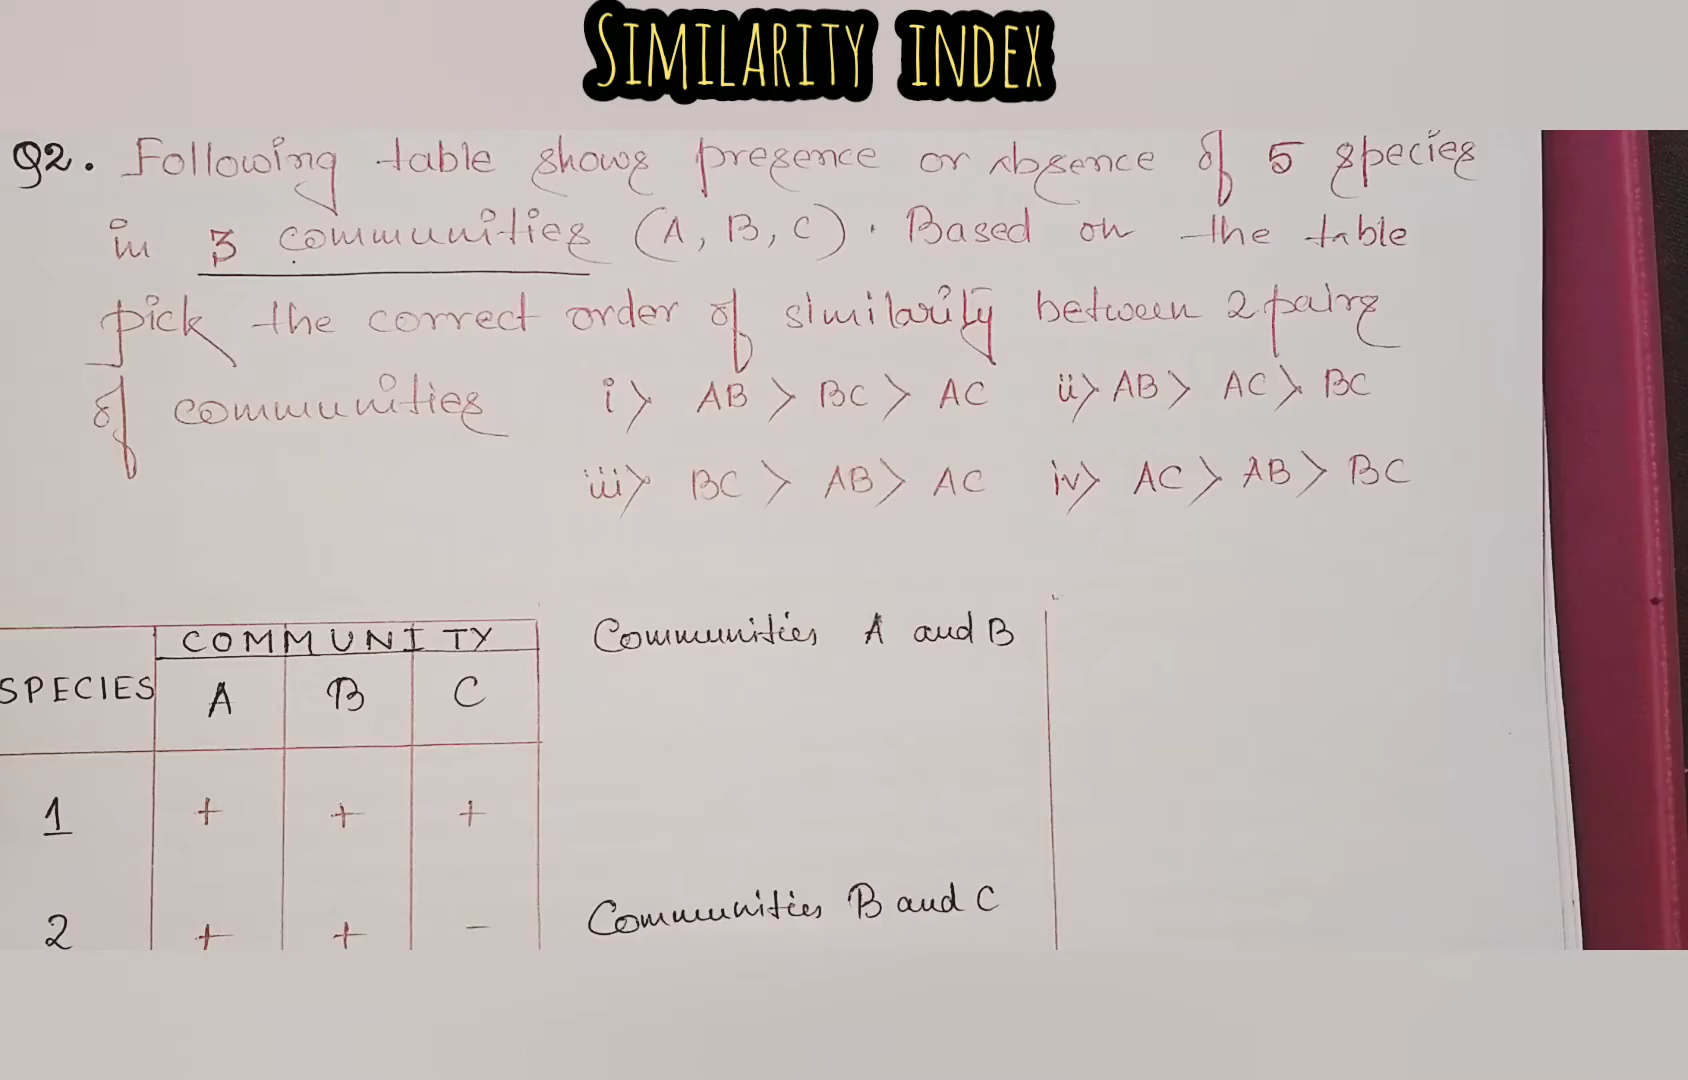 SIMILARITY INDEX
Q2. Following table shows presence or absence of 5 species
in 3 communities (A, B, C). Based on the table
pick the correct order of similarity between 2 pairs
of communities i> AB > BC > AC ii> AB > AC > BC
iii> BC > AB > AC iv> AC > AB > BC
Communities A and B
COMMUNITY
SPECIES A B C
1 + + +
Communities B and C
2 + + -